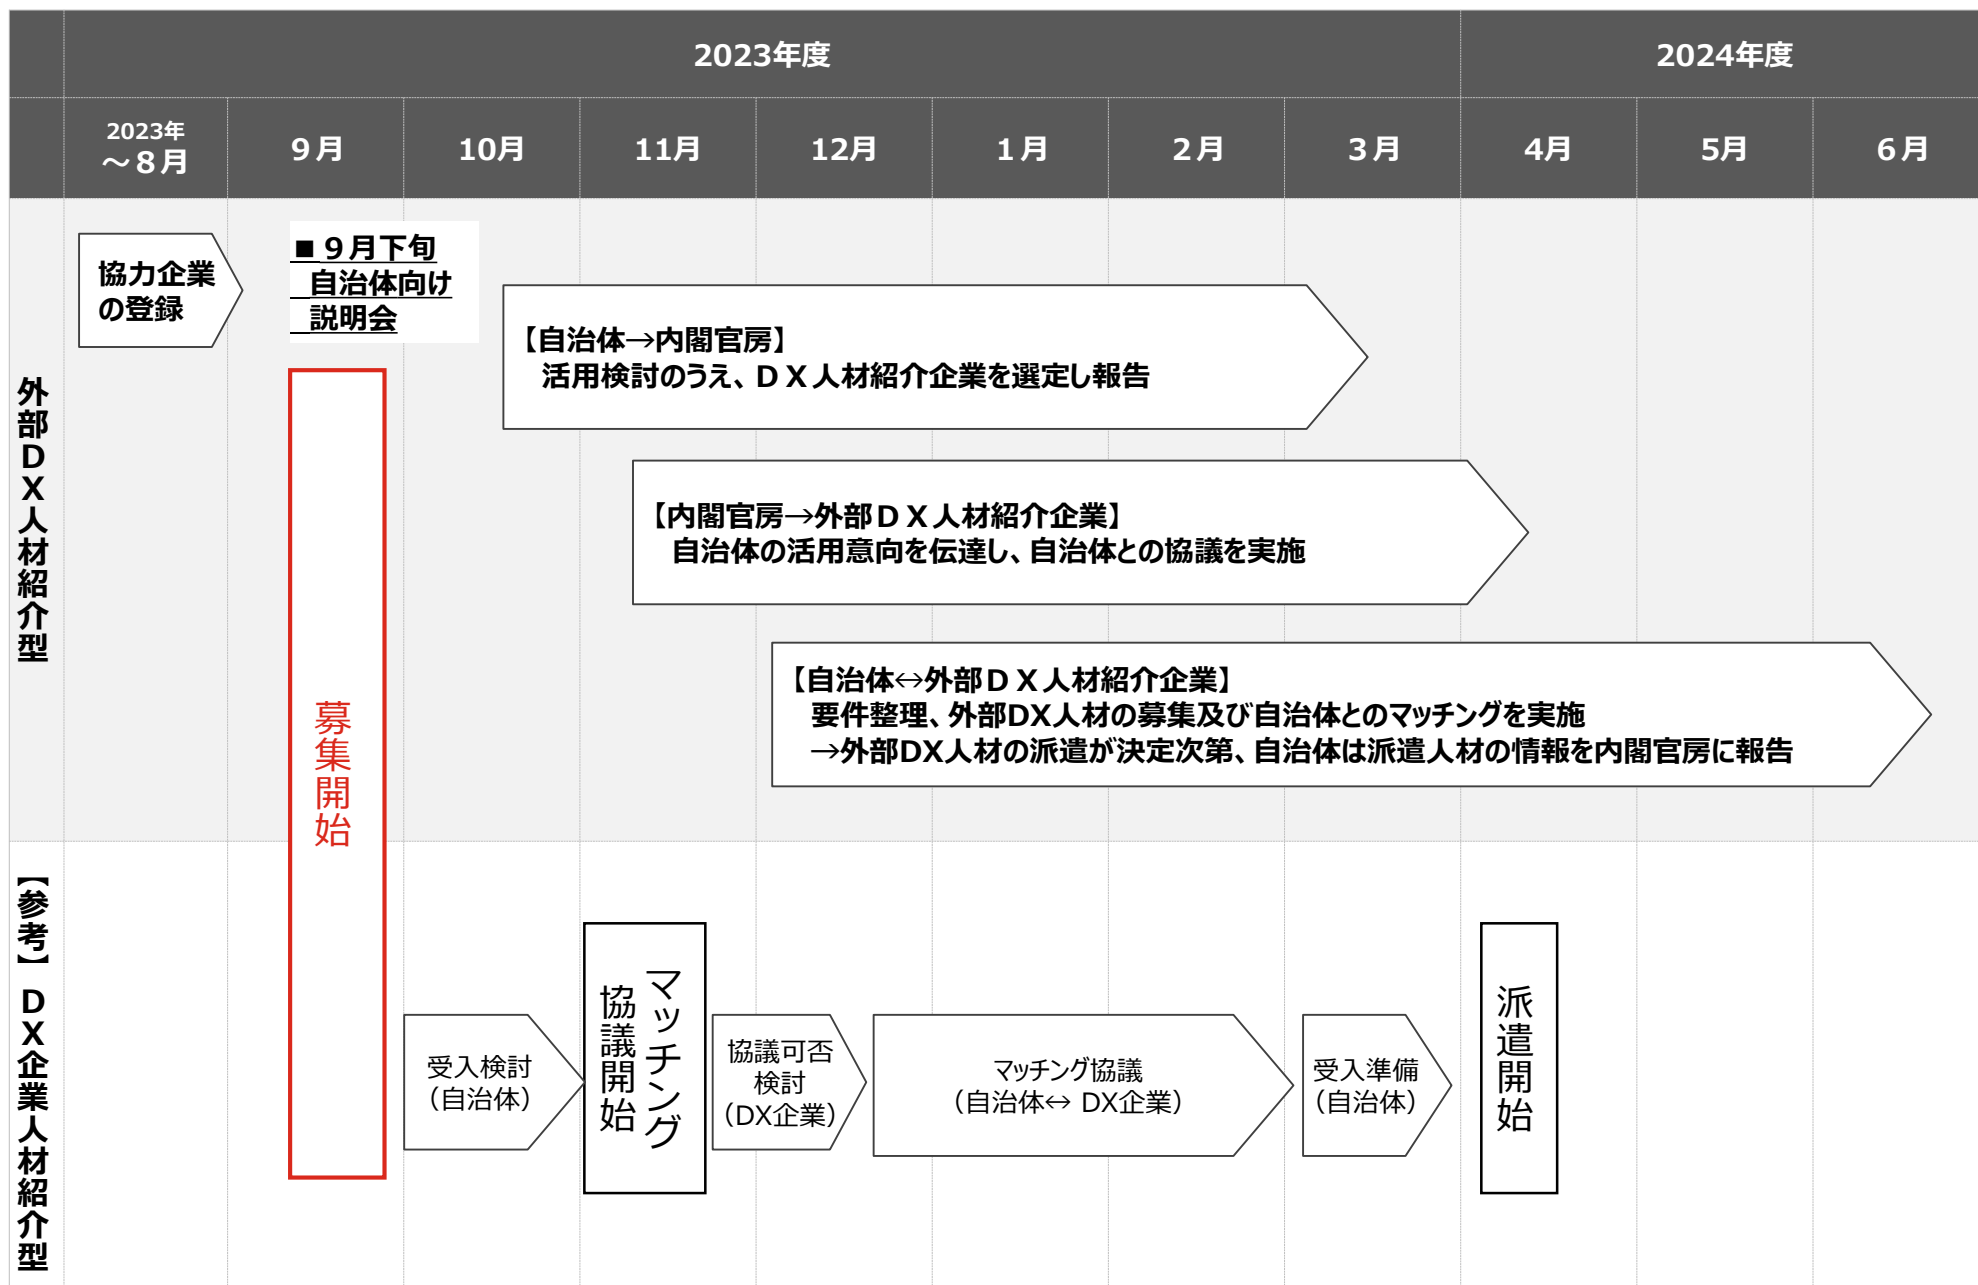 2023年度
2024年度
2023年
～８月
９月
10月
11月
12月
１月
２月
３月
4月
5月
６月
外部ＤＸ人材紹介型
協力企業
の登録
■９月下旬
自治体向け
説明会
募集開始
【自治体→内閣官房】
活用検討のうえ、ＤＸ人材紹介企業を選定し報告
【内閣官房→外部ＤＸ人材紹介企業】
自治体の活用意向を伝達し、自治体との協議を実施
【自治体↔外部ＤＸ人材紹介企業】
要件整理、外部DX人材の募集及び自治体とのマッチングを実施
→外部DX人材の派遣が決定次第、自治体は派遣人材の情報を内閣官房に報告
【参考】ＤＸ企業人材紹介型
受入検討
（自治体）
マッチング
協議開始
協議可否
検討
（DX企業）
マッチング協議
（自治体↔ DX企業）
受入準備
（自治体）
派遣開始